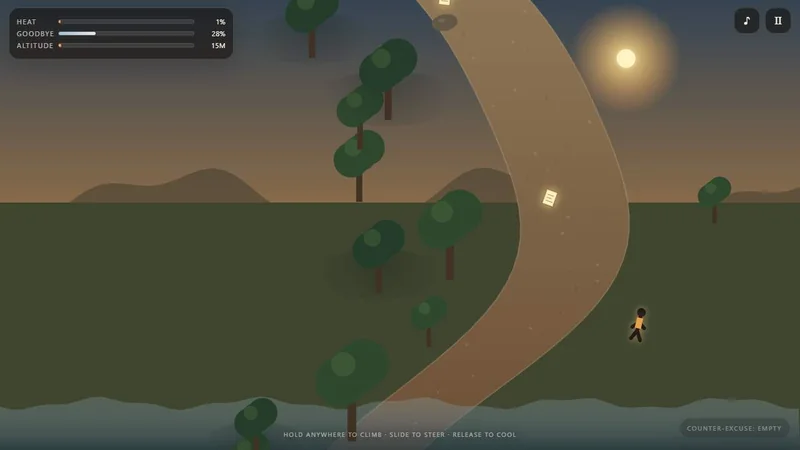 HEAT 1%
GOODBYE 28%
ALTITUDE 15M
HOLD ANYWHERE TO CLIMB · SLIDE TO STEER · RELEASE TO COOL
COUNTER-EXCUSE: EMPTY